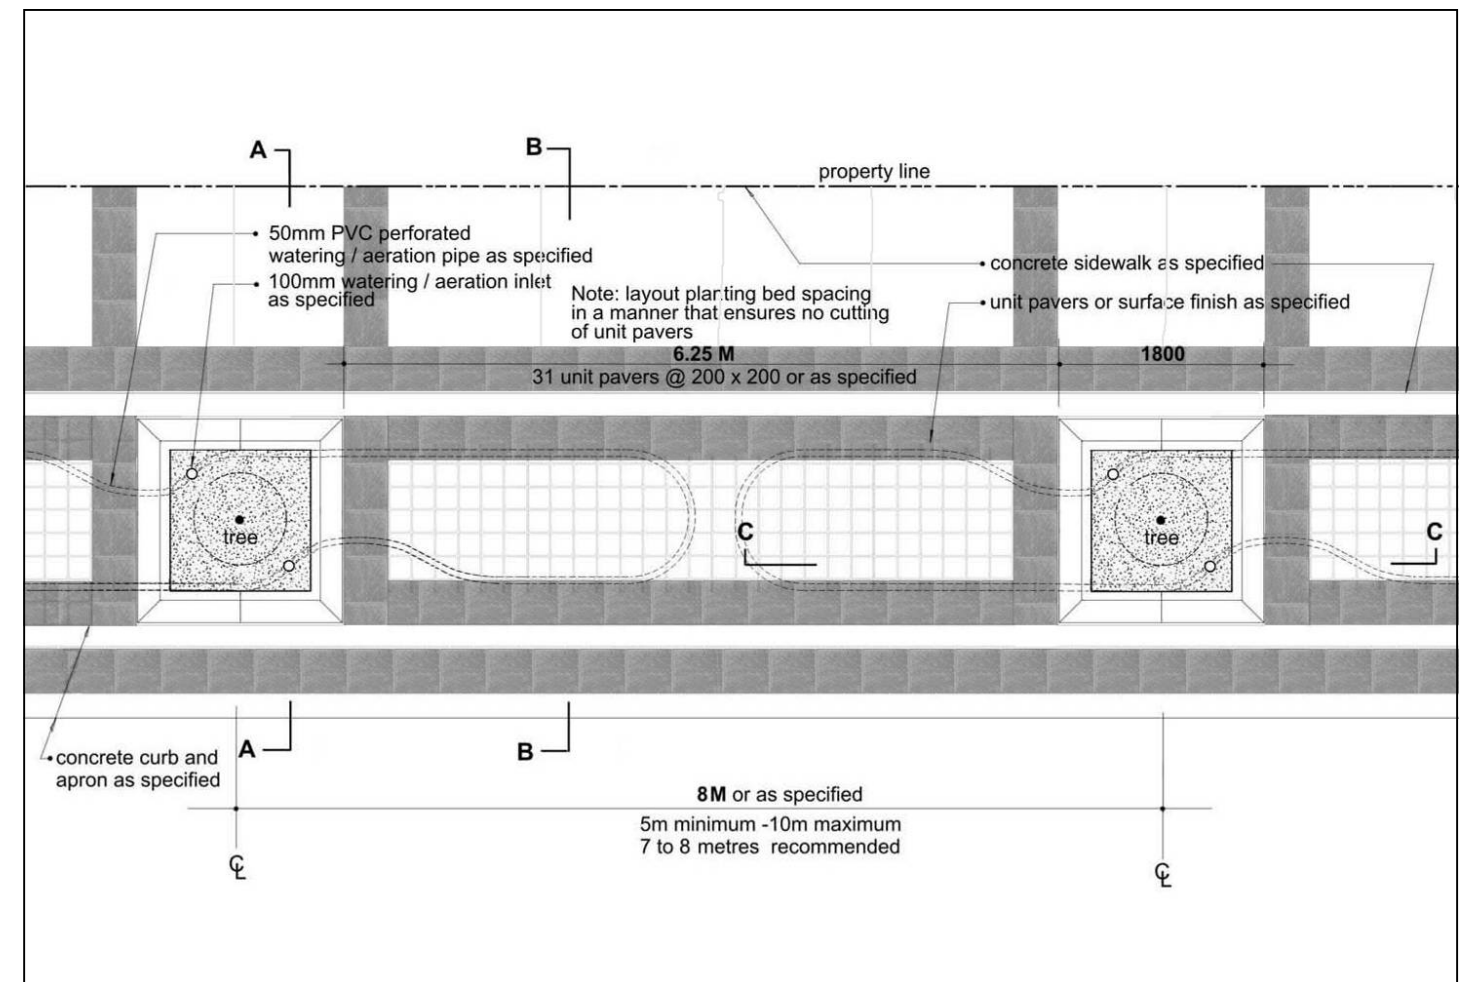 A
B
property line
50mm PVC perforated
watering / aeration pipe as specified
100mm watering / aeration inlet
as specified
Note: layout planting bed spacing
in a manner that ensures no cutting
of unit pavers
concrete sidewalk as specified
unit pavers or surface finish as specified
6.25 M
1800
31 unit pavers @ 200 x 200 or as specified
C
C
tree
tree
A
B
concrete curb and
apron as specified
8M or as specified
5m minimum -10m maximum
7 to 8 metres recommended
℄
℄